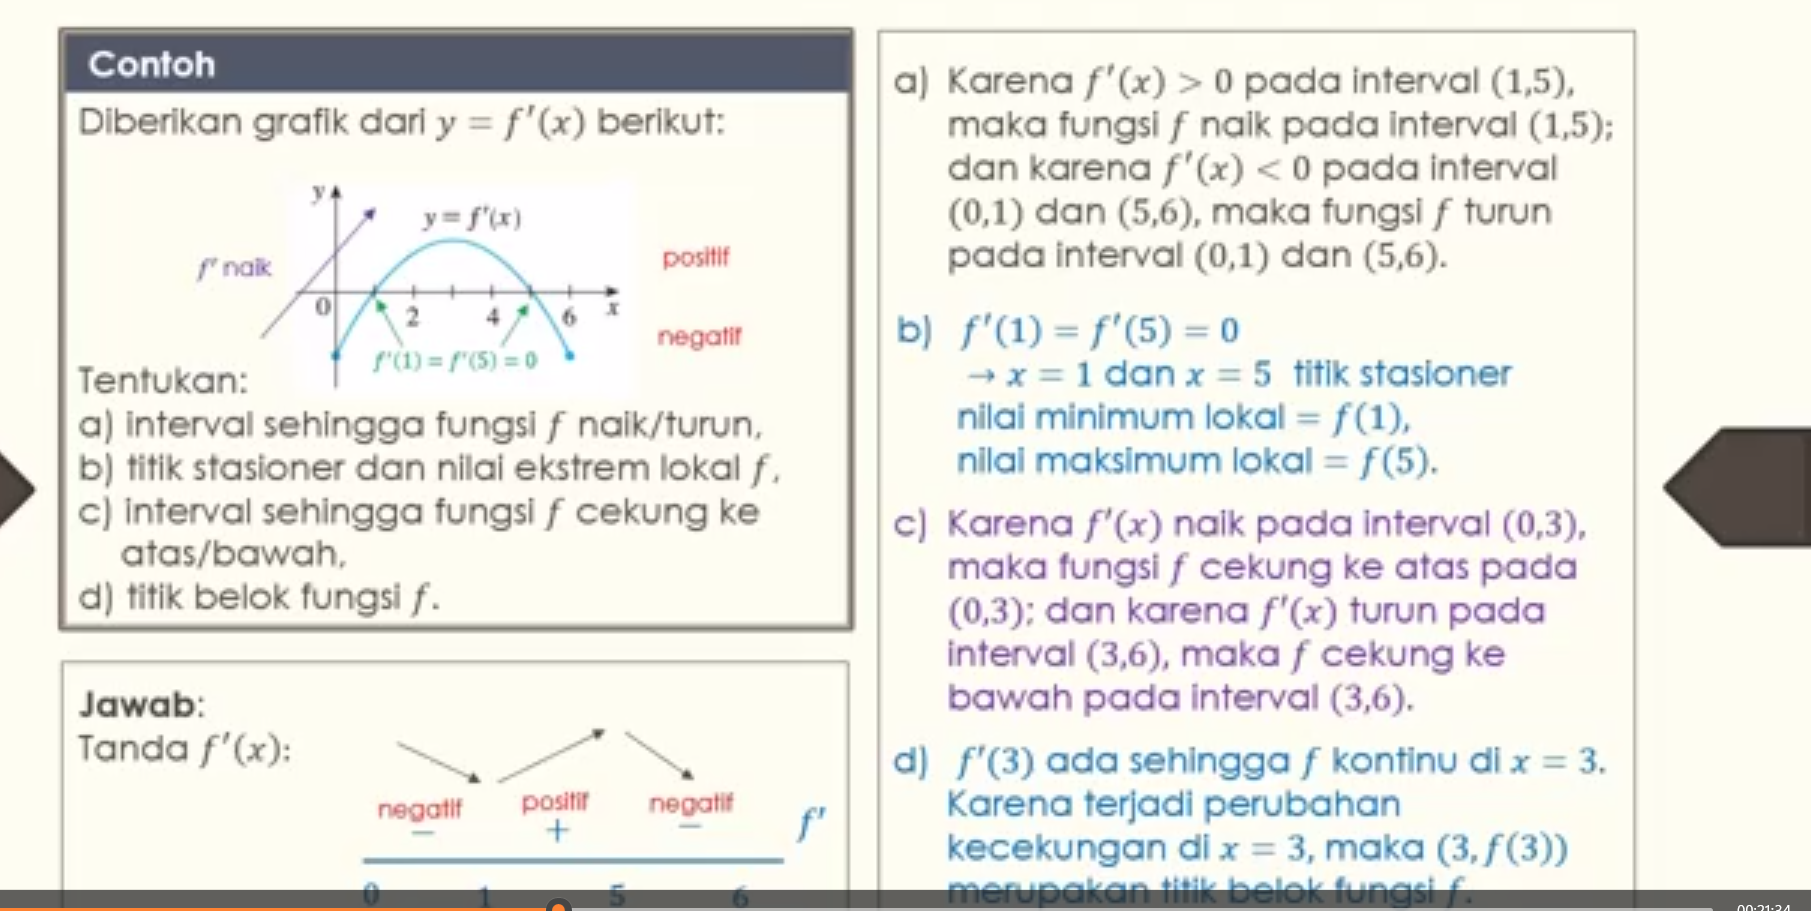 Contoh
Diberikan grafik dari y = f′(x) berikut:
y
y = f′(x)
f′ naik
positif
0
2
4
6
x
negatif
f′(1) = f′(5) = 0
Tentukan:
a) interval sehingga fungsi f naik/turun,
b) titik stasioner dan nilai ekstrem lokal f,
c) interval sehingga fungsi f cekung ke
atas/bawah,
d) titik belok fungsi f.
Jawab:
Tanda f′(x):
negatif
positif
negatif
− + − f′
0 1 5 6
a) Karena f′(x) > 0 pada interval (1,5),
maka fungsi f naik pada interval (1,5);
dan karena f′(x) < 0 pada interval
(0,1) dan (5,6), maka fungsi f turun
pada interval (0,1) dan (5,6).
b) f′(1) = f′(5) = 0
→ x = 1 dan x = 5 titik stasioner
nilai minimum lokal = f(1),
nilai maksimum lokal = f(5).
c) Karena f′(x) naik pada interval (0,3),
maka fungsi f cekung ke atas pada
(0,3); dan karena f′(x) turun pada
interval (3,6), maka f cekung ke
bawah pada interval (3,6).
d) f′(3) ada sehingga f kontinu di x = 3.
Karena terjadi perubahan
kecekungan di x = 3, maka (3, f(3))
merupakan titik belok fungsi f.
00:21:34